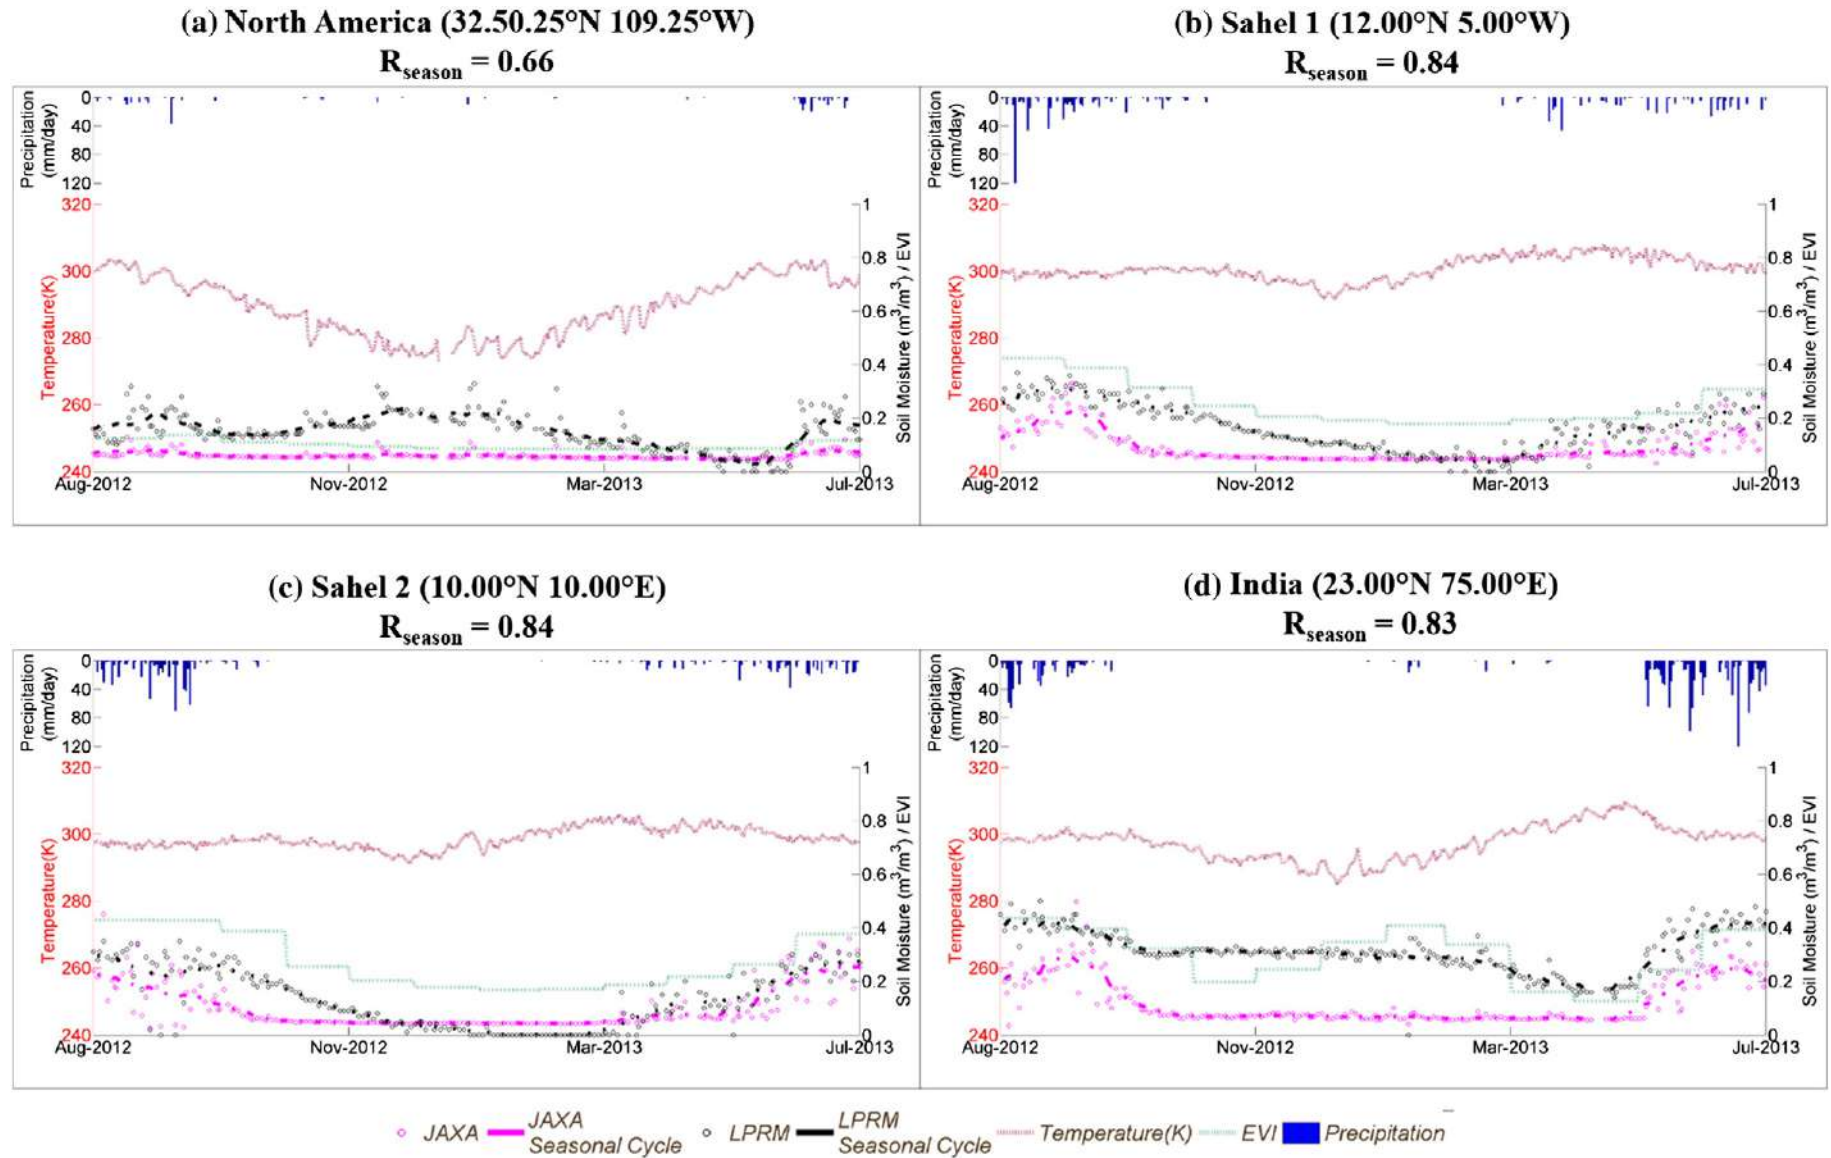 (a) North America (32.50.25°N 109.25°W)
R_season = 0.66
Precipitation
(mm/day)
0
40
80
120
320
300
280
260
240
Temperature(K)
1
0.8
0.6
0.4
0.2
0
Soil Moisture (m³/m³) / EVI
Aug-2012 Nov-2012 Mar-2013 Jul-2013
(b) Sahel 1 (12.00°N 5.00°W)
R_season = 0.84
Precipitation
(mm/day)
0
40
80
120
320
300
280
260
240
Temperature(K)
1
0.8
0.6
0.4
0.2
0
Soil Moisture (m³/m³) / EVI
Aug-2012 Nov-2012 Mar-2013 Jul-2013
(c) Sahel 2 (10.00°N 10.00°E)
R_season = 0.84
Precipitation
(mm/day)
0
40
80
120
320
300
280
260
240
Temperature(K)
1
0.8
0.6
0.4
0.2
0
Soil Moisture (m³/m³) / EVI
Aug-2012 Nov-2012 Mar-2013 Jul-2013
(d) India (23.00°N 75.00°E)
R_season = 0.83
Precipitation
(mm/day)
0
40
80
120
320
300
280
260
240
Temperature(K)
1
0.8
0.6
0.4
0.2
0
Soil Moisture (m³/m³) / EVI
Aug-2012 Nov-2012 Mar-2013 Jul-2013
JAXA
JAXA
Seasonal Cycle
LPRM
LPRM
Seasonal Cycle
Temperature(K)
EVI
Precipitation